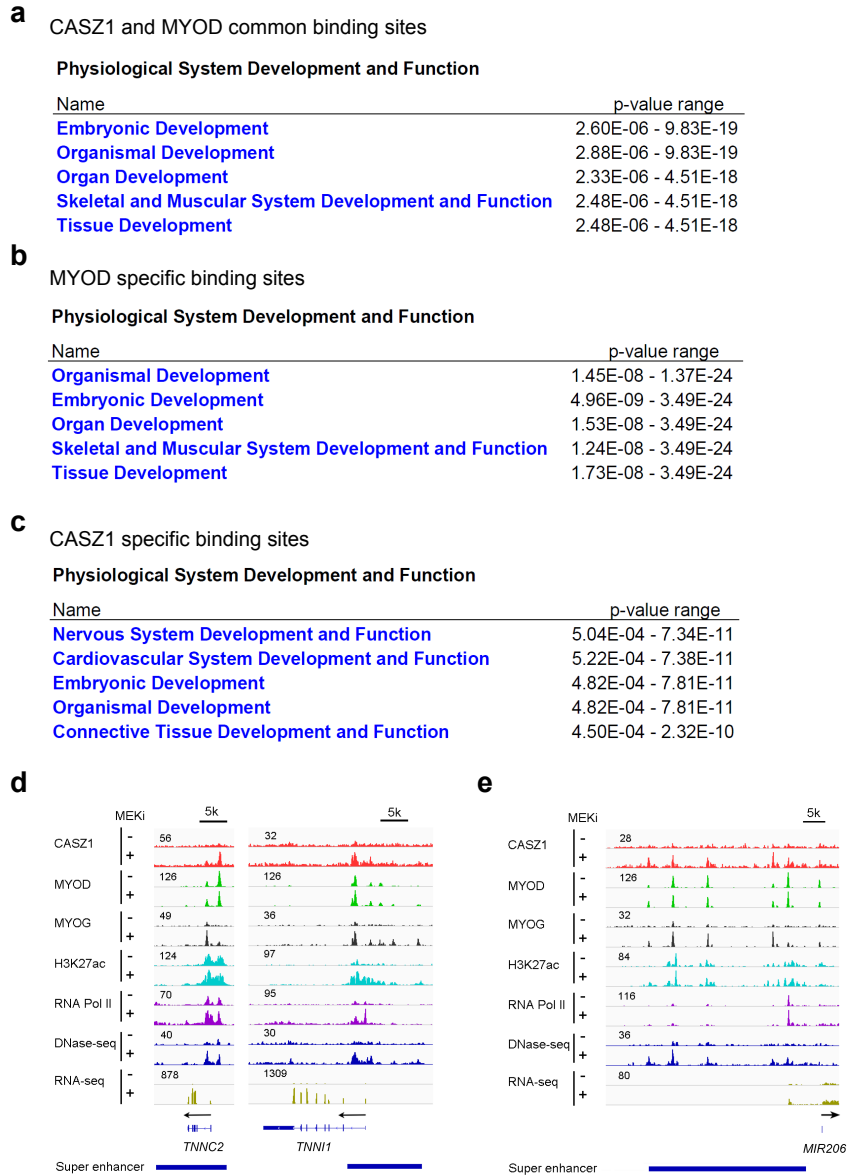 a
CASZ1 and MYOD common binding sites
Physiological System Development and Function
Name p-value range
Embryonic Development 2.60E-06 - 9.83E-19
Organismal Development 2.88E-06 - 9.83E-19
Organ Development 2.33E-06 - 4.51E-18
Skeletal and Muscular System Development and Function 2.48E-06 - 4.51E-18
Tissue Development 2.48E-06 - 4.51E-18
b
MYOD specific binding sites
Physiological System Development and Function
Name p-value range
Organismal Development 1.45E-08 - 1.37E-24
Embryonic Development 4.96E-09 - 3.49E-24
Organ Development 1.53E-08 - 3.49E-24
Skeletal and Muscular System Development and Function 1.24E-08 - 3.49E-24
Tissue Development 1.73E-08 - 3.49E-24
c
CASZ1 specific binding sites
Physiological System Development and Function
Name p-value range
Nervous System Development and Function 5.04E-04 - 7.34E-11
Cardiovascular System Development and Function 5.22E-04 - 7.38E-11
Embryonic Development 4.82E-04 - 7.81E-11
Organismal Development 4.82E-04 - 7.81E-11
Connective Tissue Development and Function 4.50E-04 - 2.32E-10
d
MEKi 5k 5k
CASZ1 - + 56 32
MYOD - + 126 126
MYOG - + 49 36
H3K27ac - + 124 97
RNA Pol II - + 70 95
DNase-seq - + 40 30
RNA-seq - + 878 1309
TNNC2 TNNI1
Super enhancer
e
MEKi 5k
CASZ1 - + 28
MYOD - + 126
MYOG - + 32
H3K27ac - + 84
RNA Pol II - + 116
DNase-seq - + 36
RNA-seq - + 80
MIR206
Super enhancer